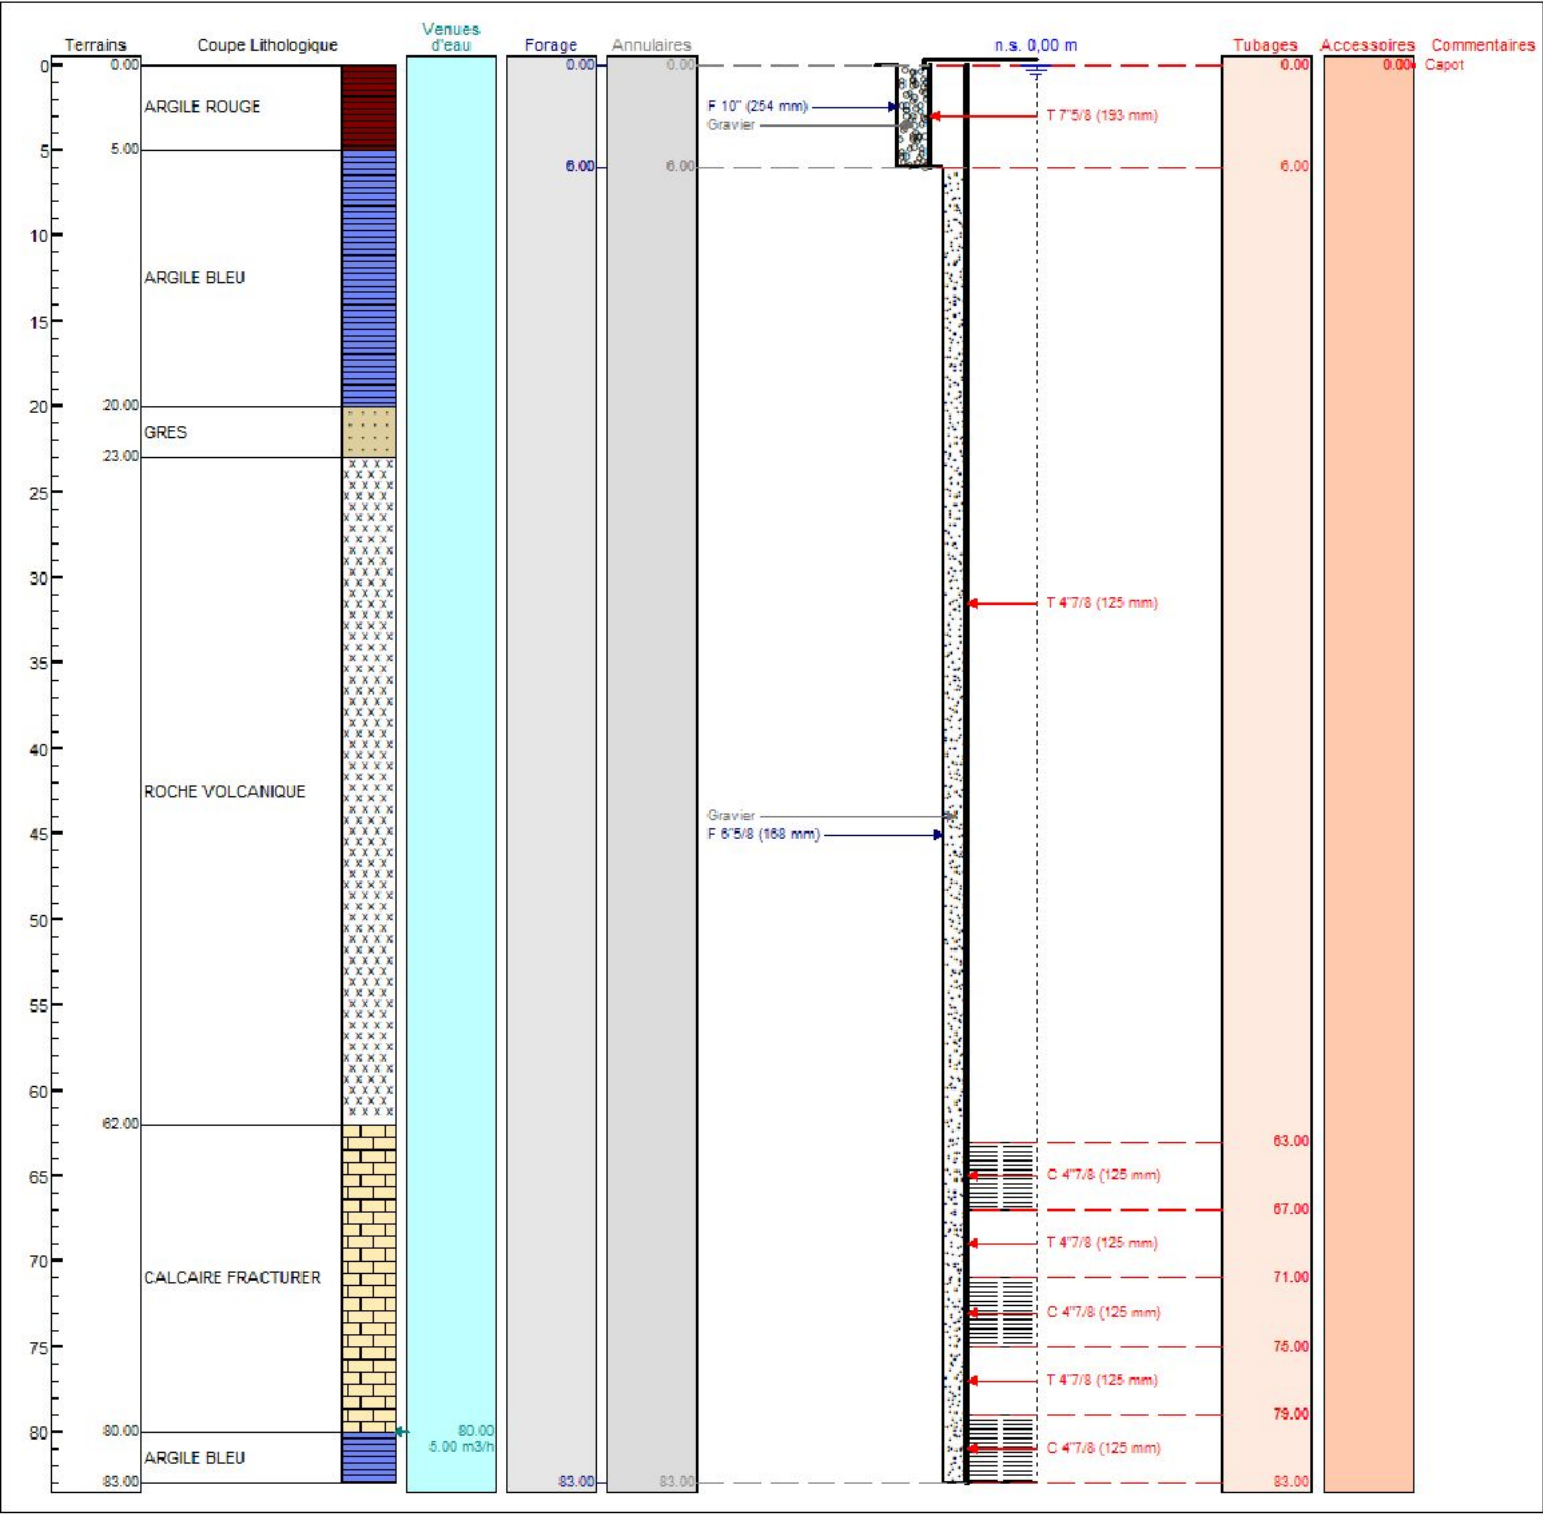 Terrains Coupe Lithologique Venues d'eau Forage Annulaires n.s. 0,00 m Tubages Accessoires Commentaires
0 0.00 0.00 0.00 0.00 0.00 Capot
ARGILE ROUGE F 10" (254 mm) T 7"5/8 (193 mm)
Gravier
5 5.00
6.00 6.00 6.00
10
ARGILE BLEU
15
20 20.00
GRES
23.00
25
30
T 4"7/8 (125 mm)
35
40
ROCHE VOLCANIQUE
Gravier
45 F 6"5/8 (168 mm)
50
55
60
62.00
63.00
65 C 4"7/8 (125 mm)
67.00
T 4"7/8 (125 mm)
70
CALCAIRE FRACTURER 71.00
C 4"7/8 (125 mm)
75 75.00
T 4"7/8 (125 mm)
79.00
80 80.00 80.00
5.00 m3/h
ARGILE BLEU C 4"7/8 (125 mm)
83.00 83.00 83.00 83.00